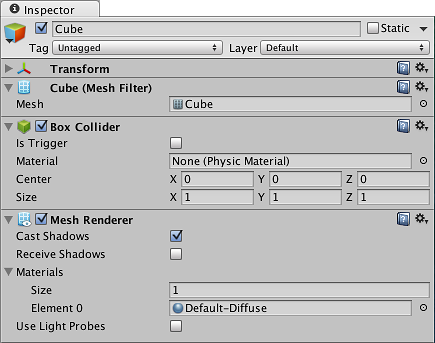 Inspector
Cube Static
Tag Untagged Layer Default
Transform
Cube (Mesh Filter)
Mesh Cube
Box Collider
Is Trigger
Material None (Physic Material)
Center X 0 Y 0 Z 0
Size X 1 Y 1 Z 1
Mesh Renderer
Cast Shadows
Receive Shadows
Materials
Size 1
Element 0 Default-Diffuse
Use Light Probes